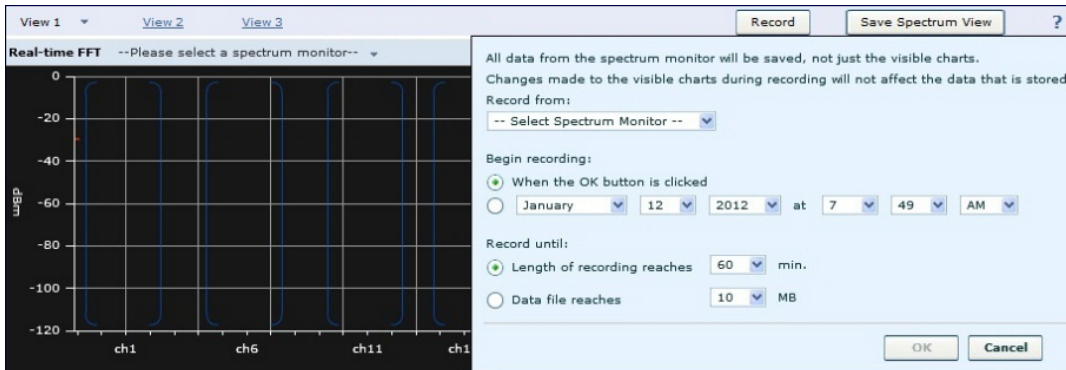 View 1 View 2 View 3 Record Save Spectrum View ?
Real-time FFT --Please select a spectrum monitor--
0
-20
-40
-60
-80
-100
-120
dBm
ch1 ch6 ch11
All data from the spectrum monitor will be saved, not just the visible charts.
Changes made to the visible charts during recording will not affect the data that is stored
Record from:
-- Select Spectrum Monitor --
Begin recording:
When the OK button is clicked
January 12 2012 at 7 49 AM
Record until:
Length of recording reaches 60 min.
Data file reaches 10 MB
OK Cancel